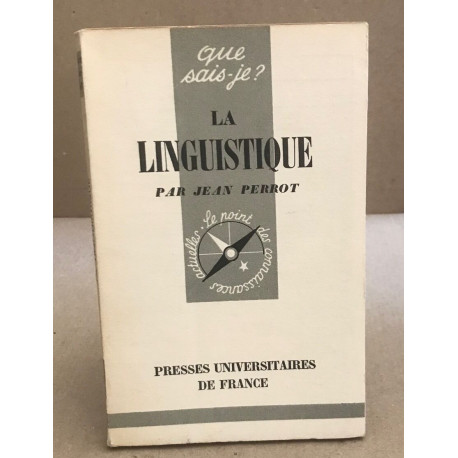 que
sais-je?
LA
LINGUISTIQUE
PAR JEAN PERROT
Le point des connaissances actuelles
PRESSES UNIVERSITAIRES
DE FRANCE